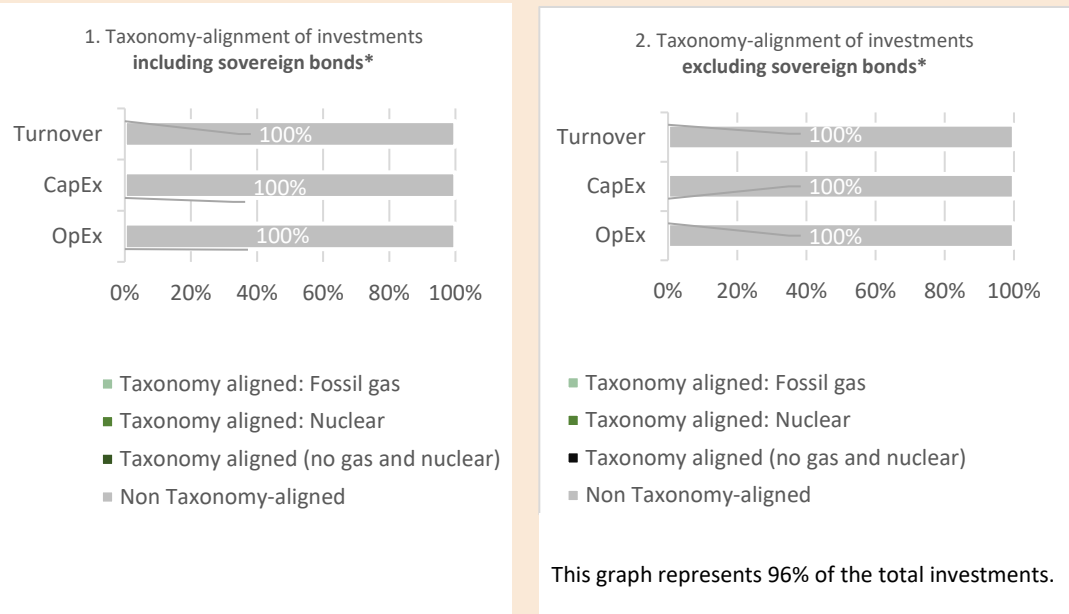 1. Taxonomy-alignment of investments
including sovereign bonds*
Turnover
100%
CapEx
100%
OpEx
100%
0% 20% 40% 60% 80% 100%
Taxonomy aligned: Fossil gas
Taxonomy aligned: Nuclear
Taxonomy aligned (no gas and nuclear)
Non Taxonomy-aligned
2. Taxonomy-alignment of investments
excluding sovereign bonds*
Turnover
100%
CapEx
100%
OpEx
100%
0% 20% 40% 60% 80% 100%
Taxonomy aligned: Fossil gas
Taxonomy aligned: Nuclear
Taxonomy aligned (no gas and nuclear)
Non Taxonomy-aligned
This graph represents 96% of the total investments.